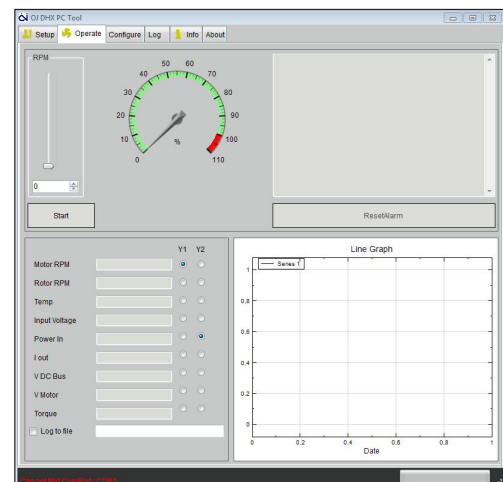 OJ DHX PC Tool
Setup Operate Configure Log Info About
RPM
0
Start
0 10 20 30 40 50 60 70 80 90 100 110
%
ResetAlarm
Y1 Y2
Motor RPM
Rotor RPM
Temp
Input Voltage
Power In
I out
V DC Bus
V Motor
Torque
Log to file
Line Graph
Series 1
1
0,8
0,6
0,4
0,2
0
0 0,2 0,4 0,6 0,8 1
Date